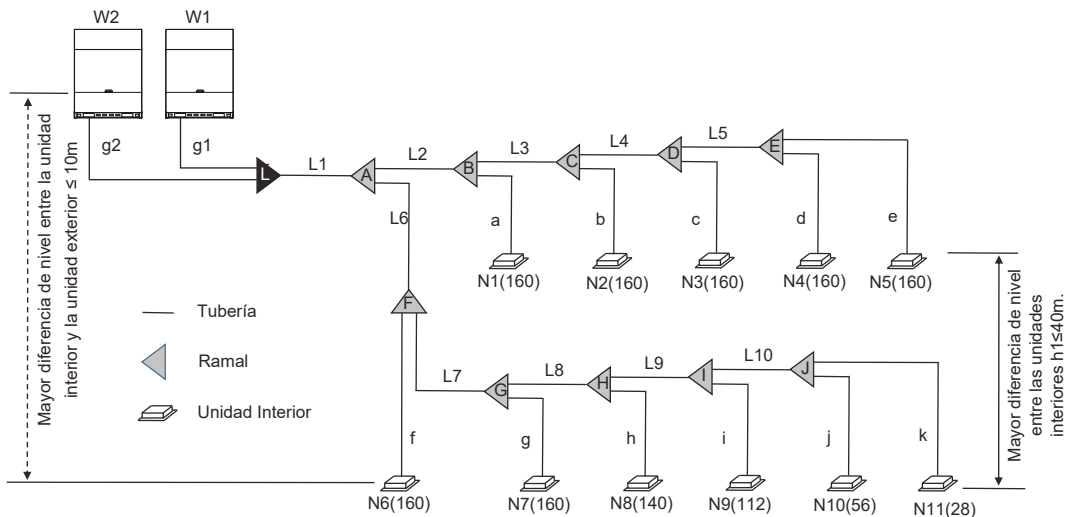 W2 W1
g2 g1
L L1 A L2 B L3 C L4 D L5 E
L6 a b c d e
N1(160) N2(160) N3(160) N4(160) N5(160)
Mayor diferencia de nivel entre la unidad
interior y la unidad exterior ≤ 10m
Tubería
Ramal
Unidad Interior
F
L7 G L8 H L9 I L10 J
f g h i j k
N6(160) N7(160) N8(140) N9(112) N10(56) N11(28)
Mayor diferencia de nivel
entre las unidades
interiores h1≤40m.